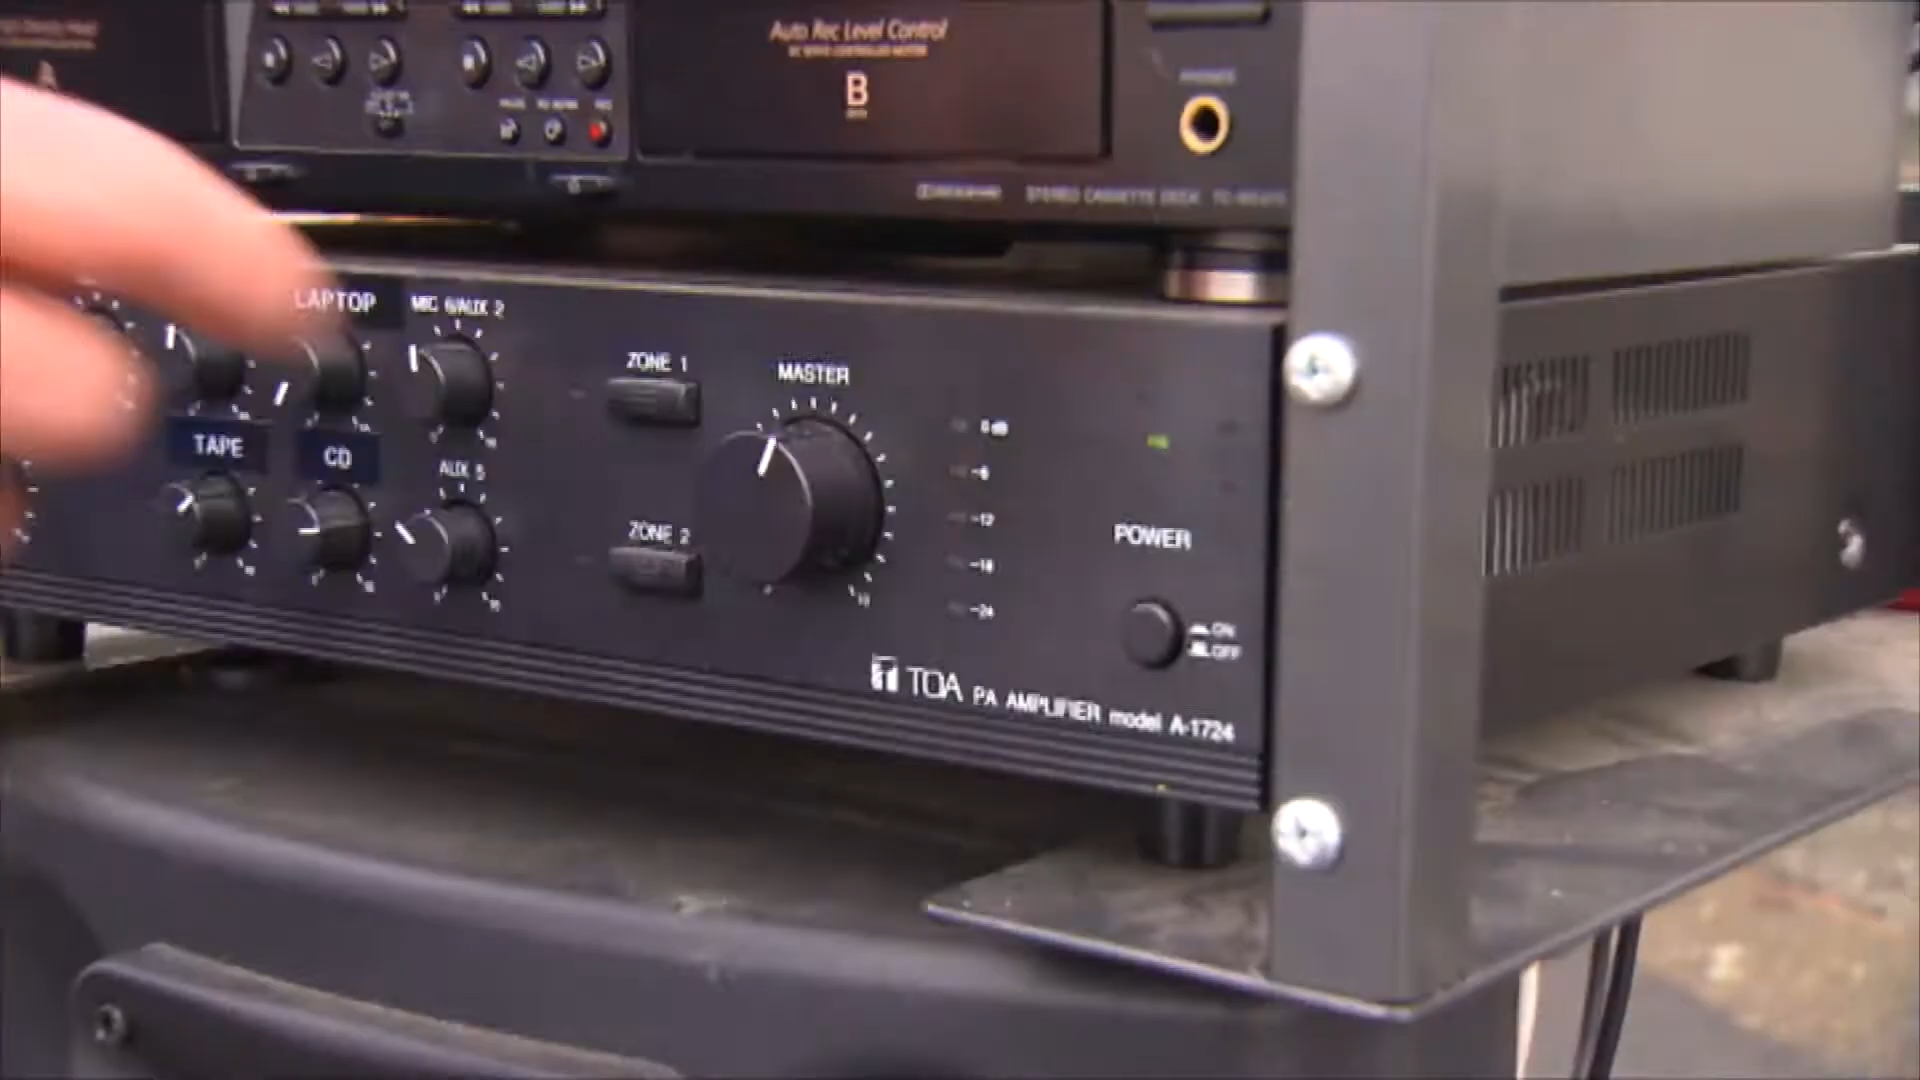 Auto Rec Level Control
A
B
PHONES
STEREO CASSETTE DECK
LAPTOP
MIC 6/AUX 2
ZONE 1
MASTER
0 dB
-6
-12
-18
-24
TAPE
CD
AUX 5
ZONE 2
POWER
ON
OFF
TOA PA AMPLIFIER model A-1724